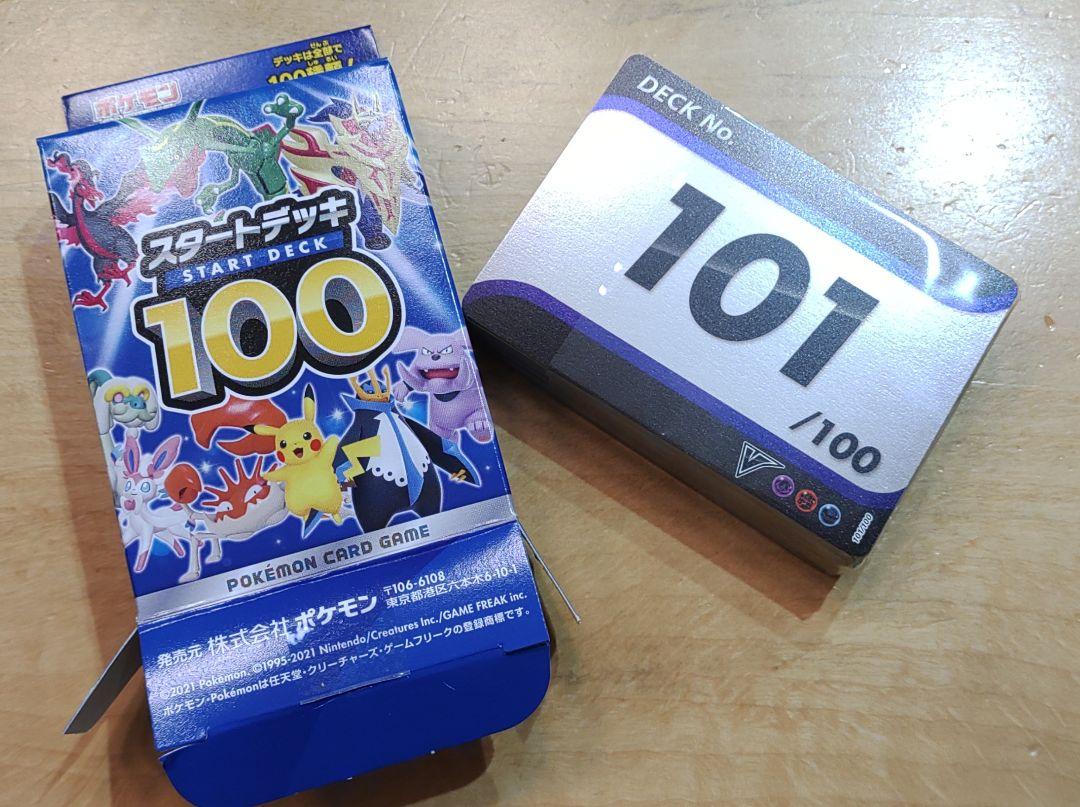 デッキは全部で
100種類!
ポケモン
スタートデッキ
START DECK
100
POKÉMON CARD GAME
発売元 株式会社ポケモン 〒106-6108
東京都港区六本木6-10-1
©2021 Pokémon. ©1995-2021 Nintendo/Creatures Inc./GAME FREAK inc.
ポケモン・Pokémonは任天堂・クリーチャーズ・ゲームフリークの登録商標です。
DECK No.
101
/100
V
101/100